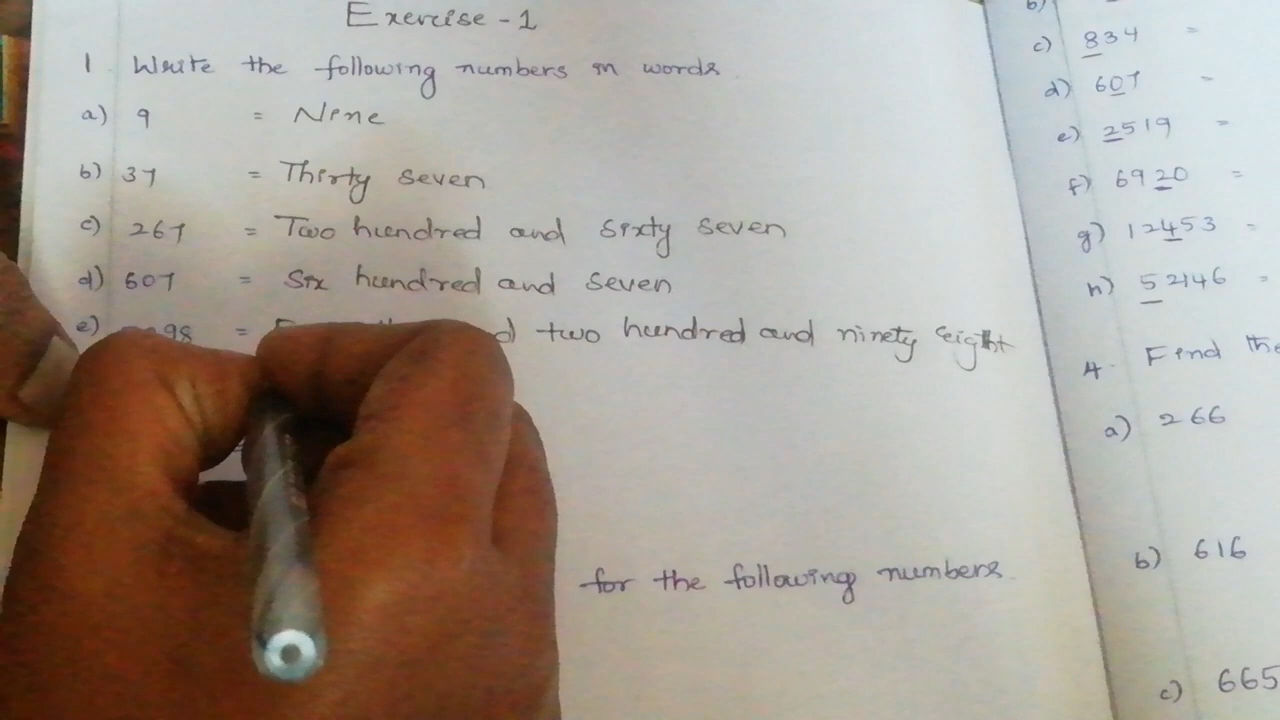 Exercise - 1
1 Write the following numbers in words
a) 9 = Nine
b) 37 = Thirty seven
c) 267 = Two hundred and sixty seven
d) 607 = Six hundred and seven
e) 98 = two hundred and ninety eight
for the following numbers.
b)
c) 834 =
d) 607 =
e) 2519 =
f) 6920 =
g) 12453 =
h) 52146 =
4. Find the
a) 266
b) 616
c) 665